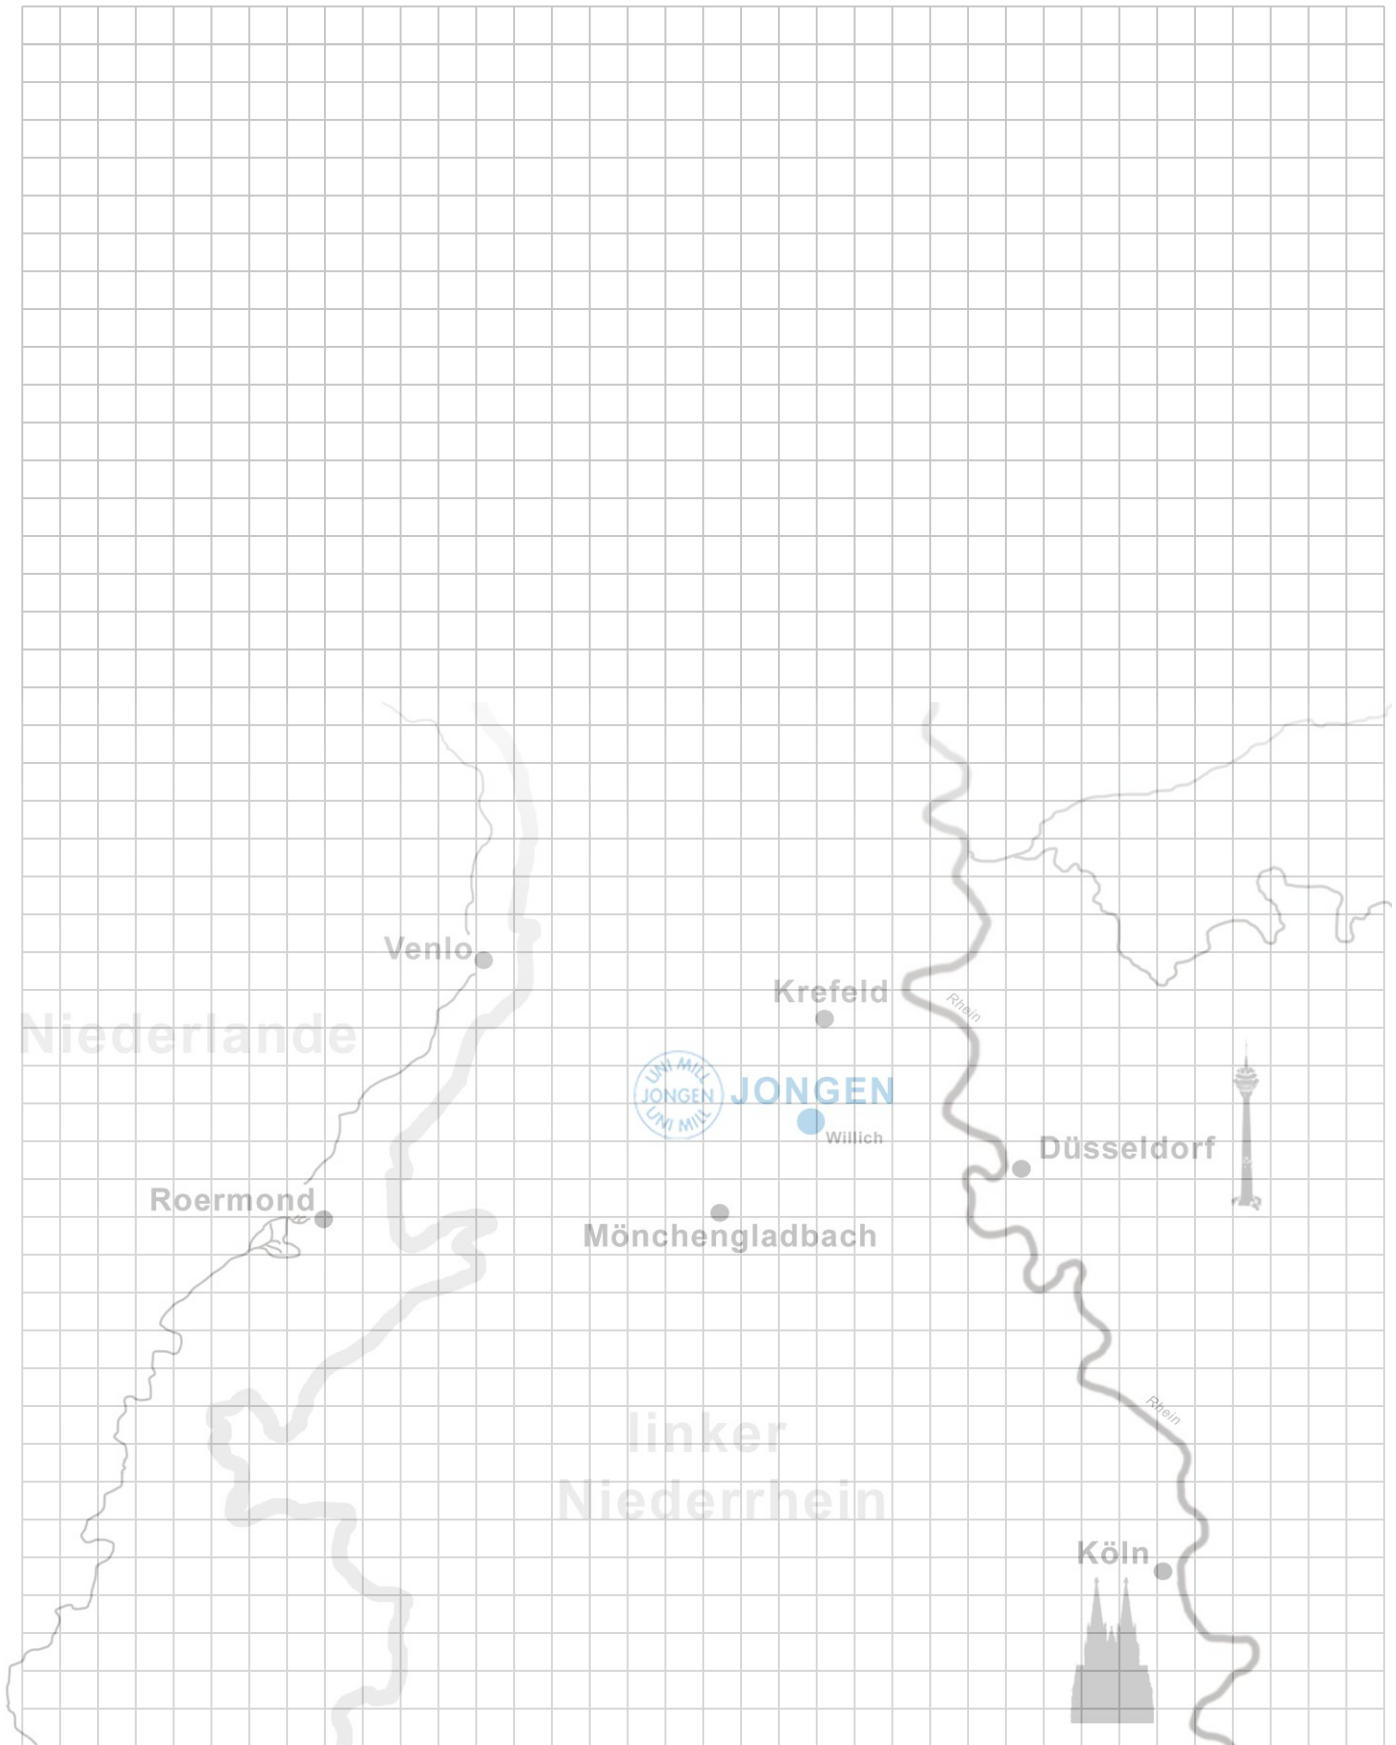 Venlo
Krefeld
Rhein
Niederlande
UNI MILL
JONGEN
UNI MILL
JONGEN
Willich
Düsseldorf
Roermond
Mönchengladbach
Rhein
linker
Niederrhein
Köln